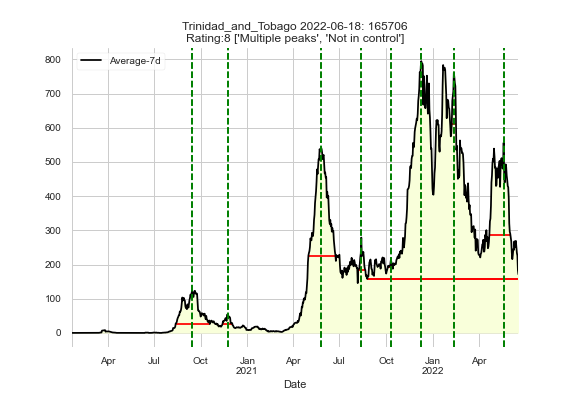 Trinidad_and_Tobago 2022-06-18: 165706
Rating:8 ['Multiple peaks', 'Not in control']
Average-7d
800
700
600
500
400
300
200
100
0
Apr Jul Oct Jan Apr Jul Oct Jan Apr
2021 2022
Date